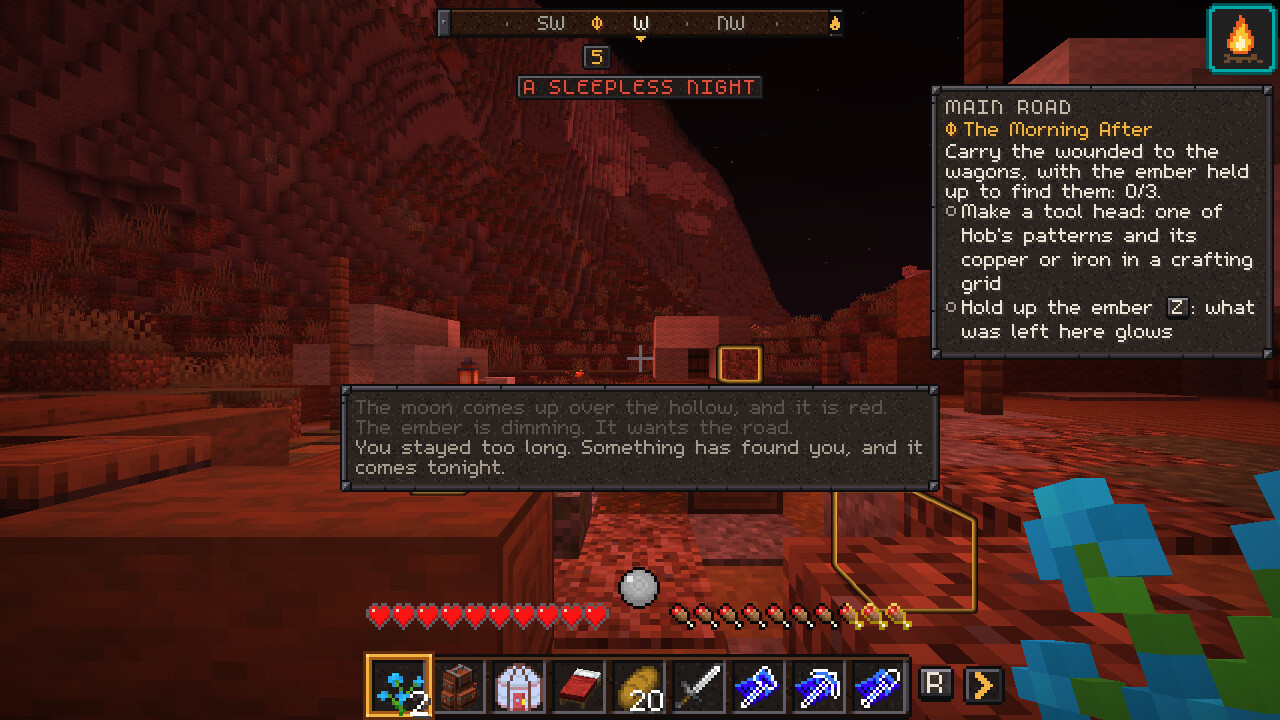 SW W NW
5
A SLEEPLESS NIGHT
MAIN ROAD
The Morning After
Carry the wounded to the
wagons, with the ember held
up to find them: 0/3.
Make a tool head: one of
Hob's patterns and its
copper or iron in a crafting
grid
Hold up the ember Z: what
was left here glows
The moon comes up over the hollow, and it is red.
The ember is dimming. It wants the road.
You stayed too long. Something has found you, and it
comes tonight.
2 20 R